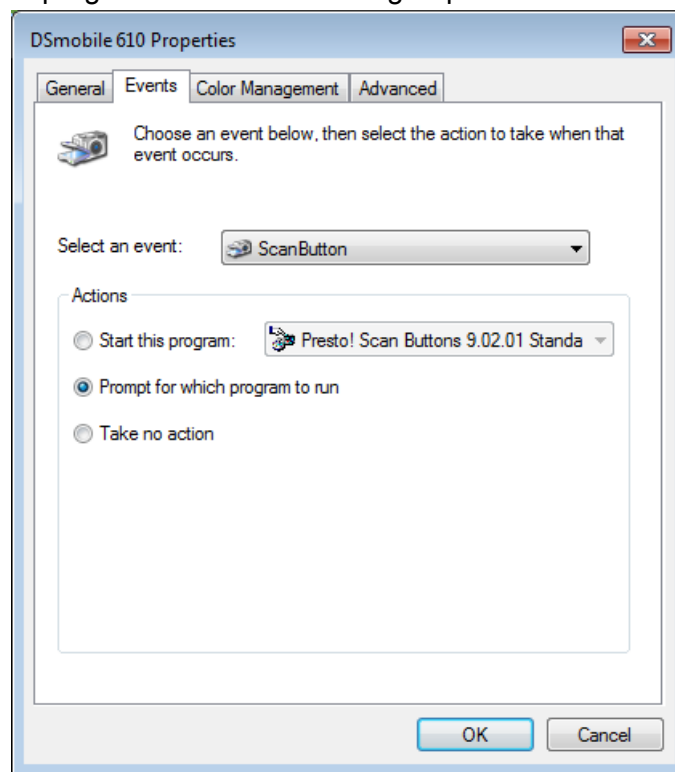 DSmobile 610 Properties
General Events Color Management Advanced
Choose an event below, then select the action to take when that
event occurs.
Select an event: ScanButton
Actions
Start this program: Presto! Scan Buttons 9.02.01 Standa
Prompt for which program to run
Take no action
OK Cancel